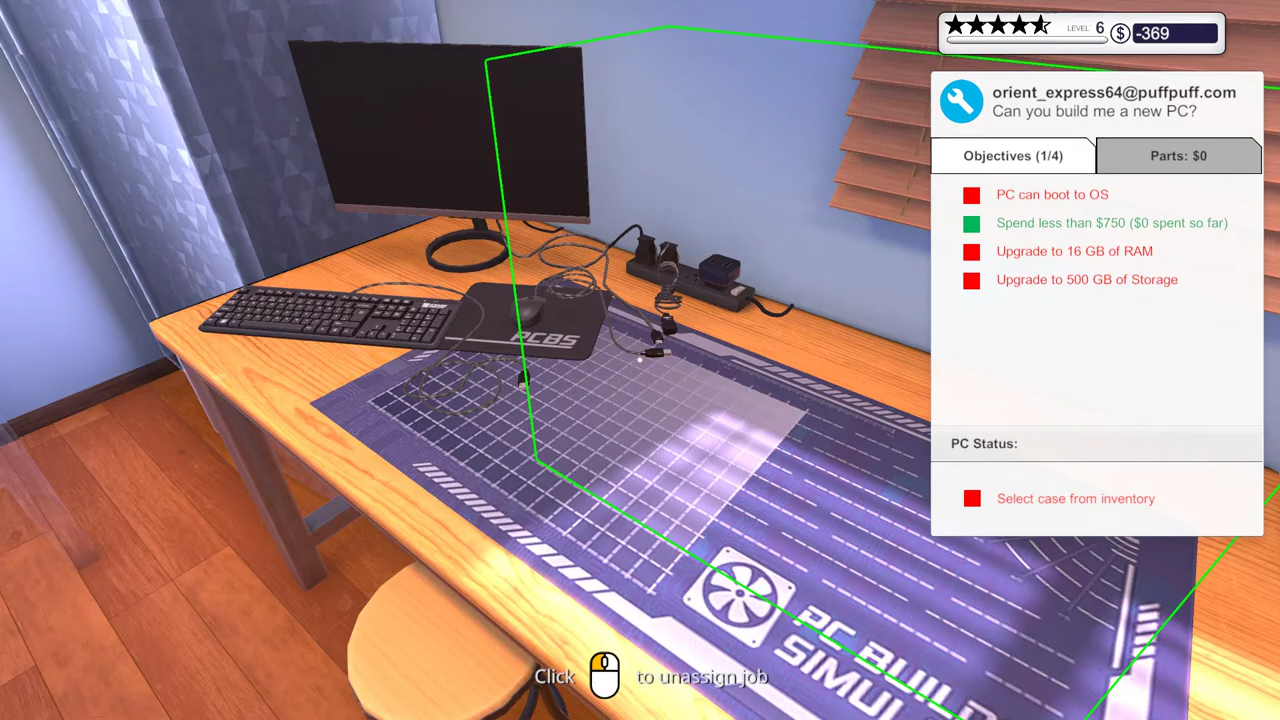 LEVEL 6 $ -369
orient_express64@puffpuff.com
Can you build me a new PC?
Objectives (1/4)
Parts: $0
PC can boot to OS
Spend less than $750 ($0 spent so far)
Upgrade to 16 GB of RAM
Upgrade to 500 GB of Storage
PC Status:
Select case from inventory
PCBS
PC BUILD
SIMUL
Click to unassign job